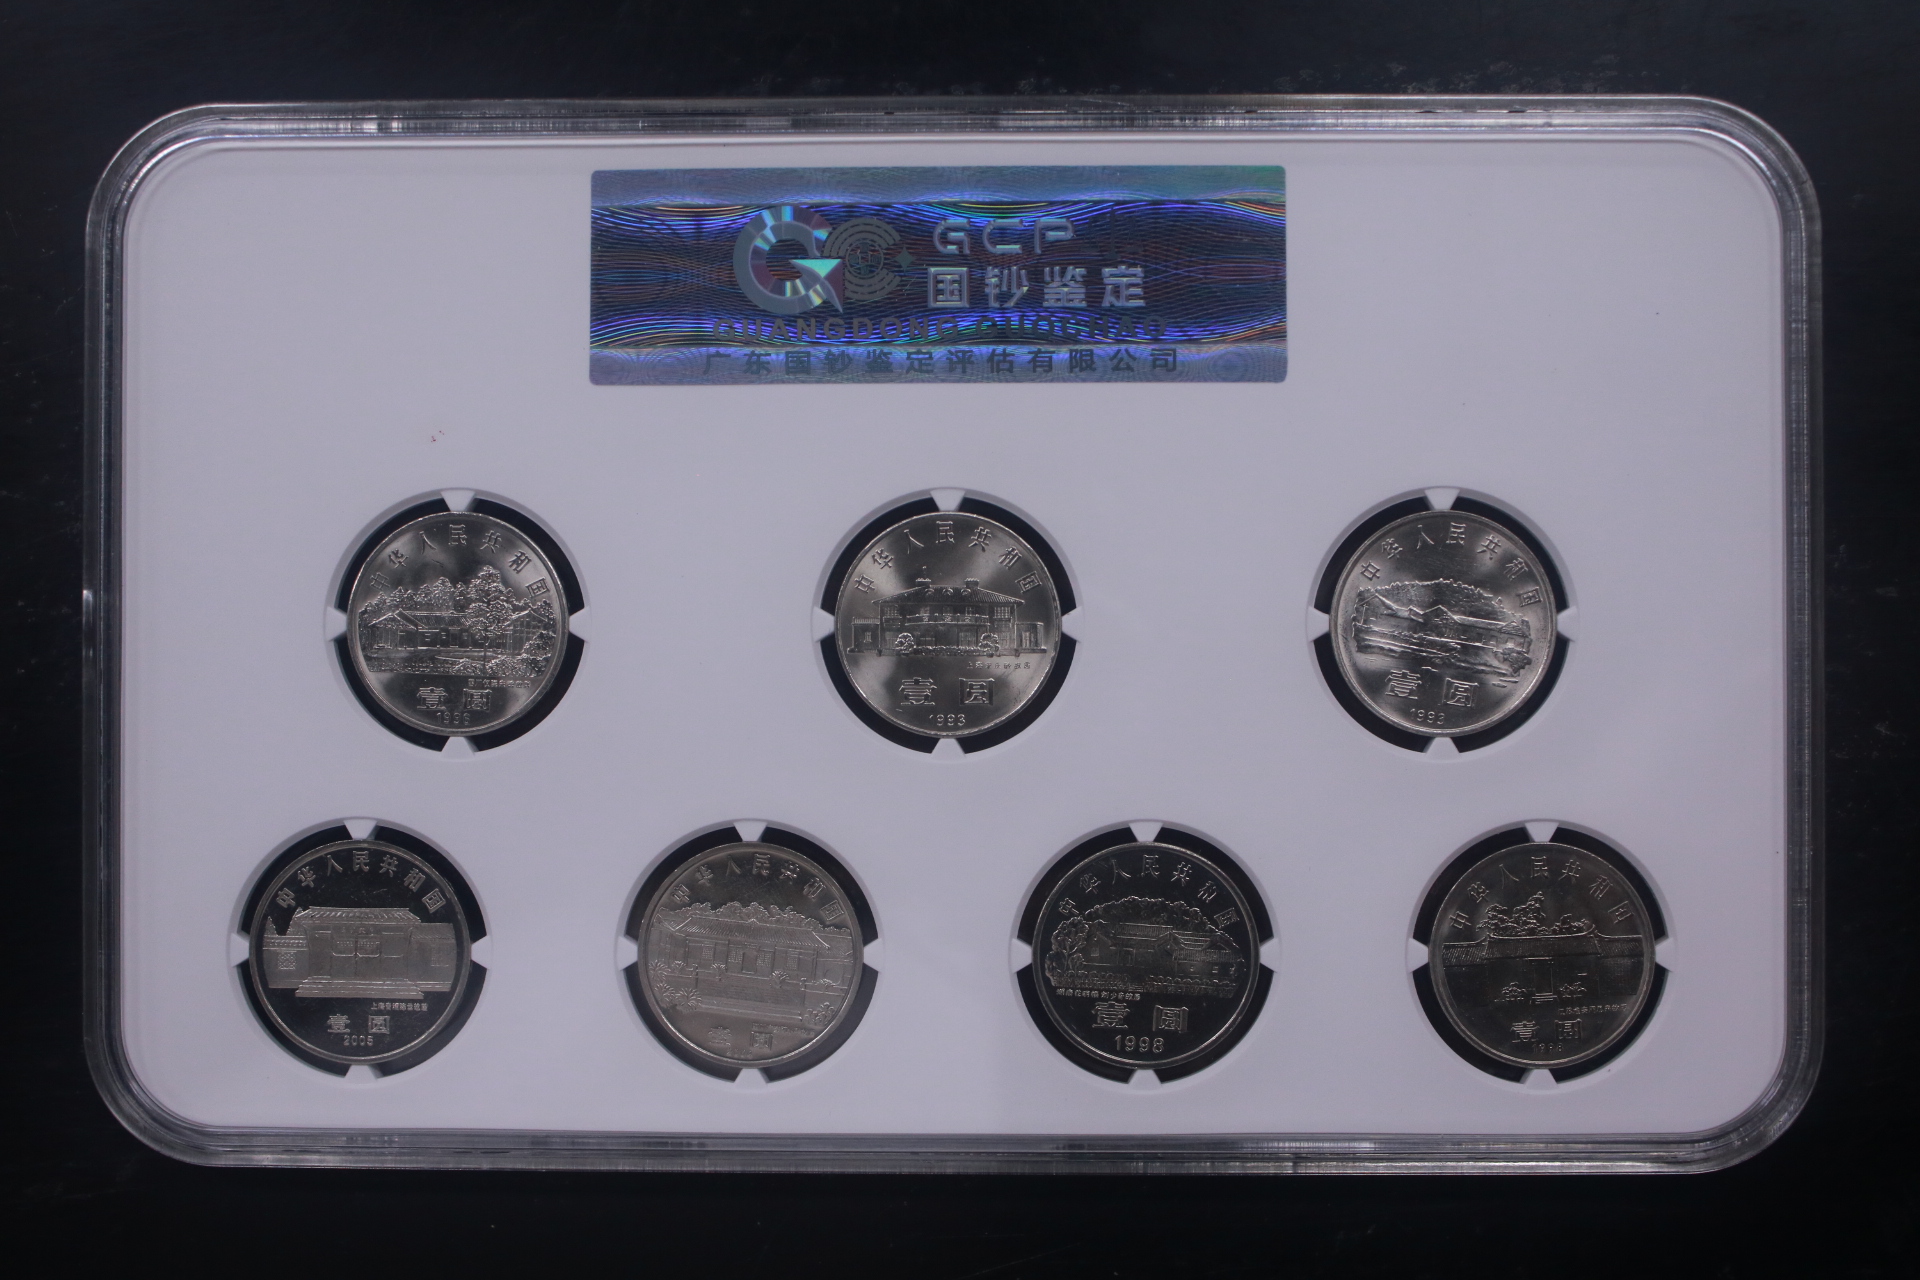 GCP
国钞鉴定
GUANGDONG GUOCHAO
广东国钞鉴定评估有限公司
中华人民共和国
壹圆
中华人民共和国
壹圆
1993
中华人民共和国
壹圆
1993
中华人民共和国
壹圆
2005
中华人民共和国
壹圆
中华人民共和国
壹圆
1998
中华人民共和国
壹圆
1998